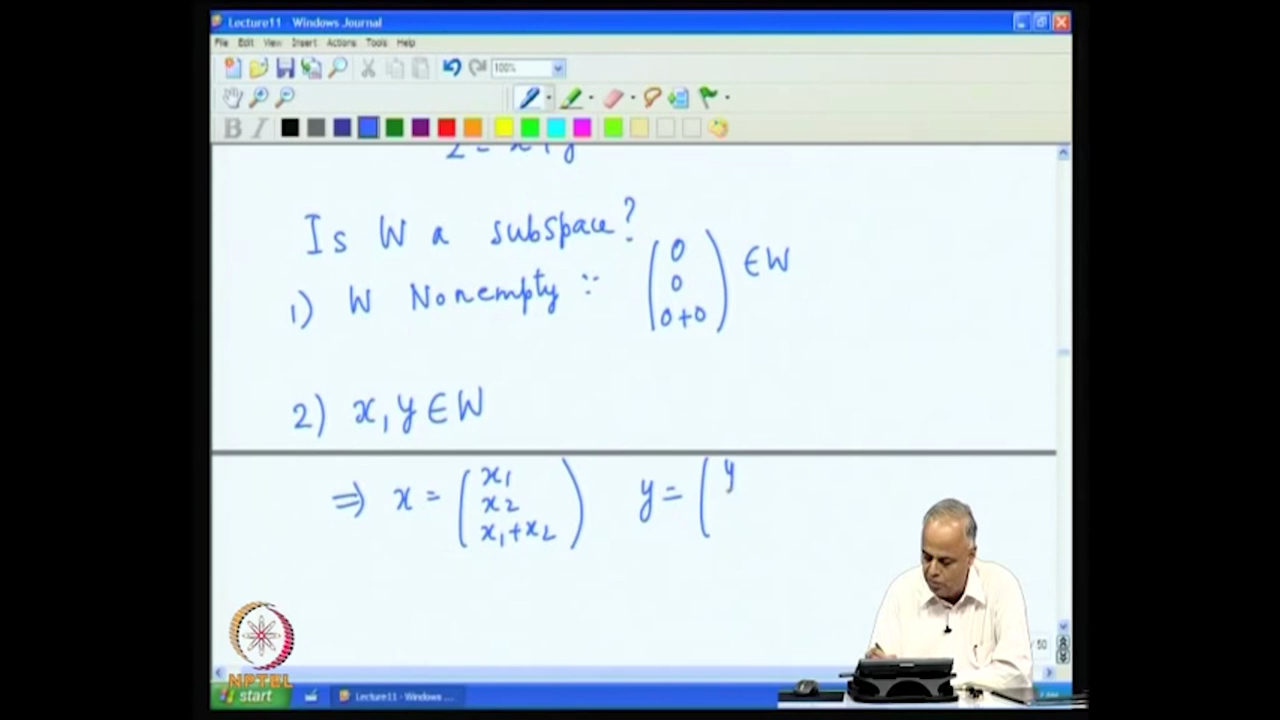 Lecture11 - Windows Journal
File Edit View Insert Actions Tools Help
100%
B I
z = x + y
Is W a subspace?
1) W Nonempty ∵ ( 0 0 0+0 ) ∈ W
2) x, y ∈ W
⇒ x = ( x₁ x₂ x₁+x₂ ) y = ( y
/ 50
NPTEL
start Lecture11 - Windows ...